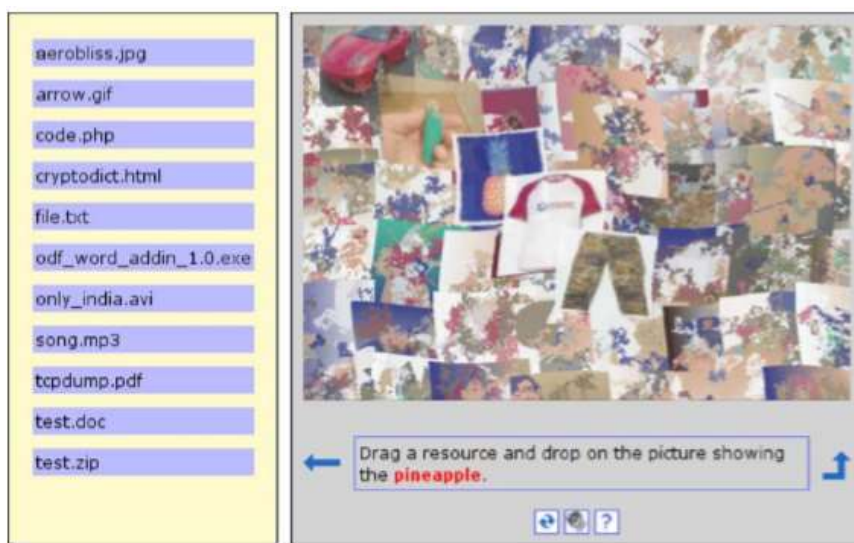 aerobliss.jpg
arrow.gif
code.php
cryptodict.html
file.txt
odf_word_addin_1.0.exe
only_india.avi
song.mp3
tcpdump.pdf
test.doc
test.zip
Drag a resource and drop on the picture showing
the pineapple.
?